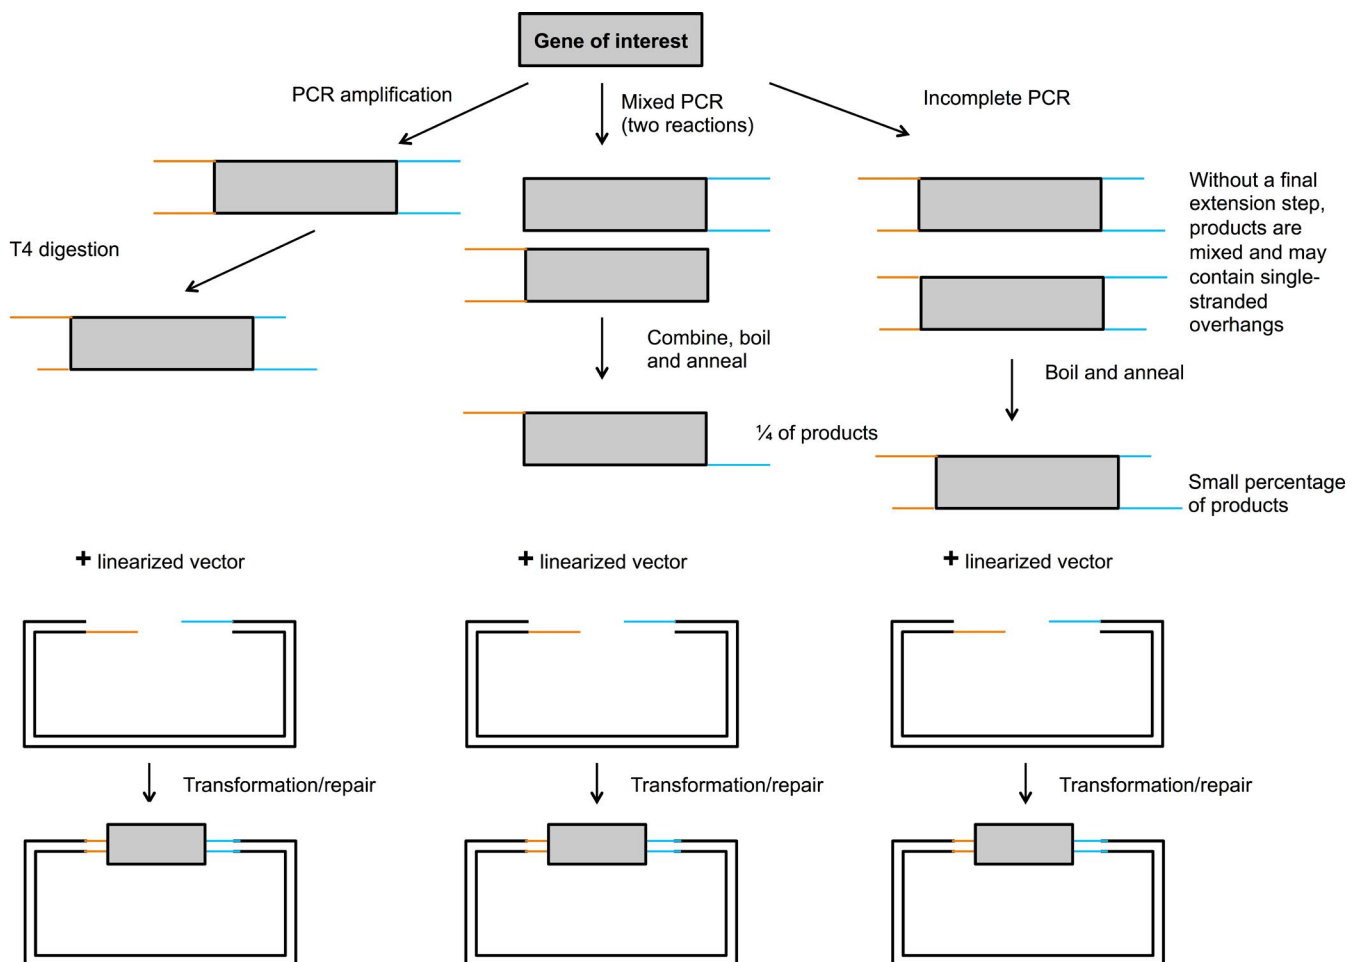 Gene of interest
PCR amplification
Mixed PCR
(two reactions)
Incomplete PCR
Without a final
extension step,
products are
mixed and may
contain single-
stranded
overhangs
T4 digestion
Combine, boil
and anneal
Boil and anneal
¼ of products
Small percentage
of products
+ linearized vector
+ linearized vector
+ linearized vector
Transformation/repair
Transformation/repair
Transformation/repair